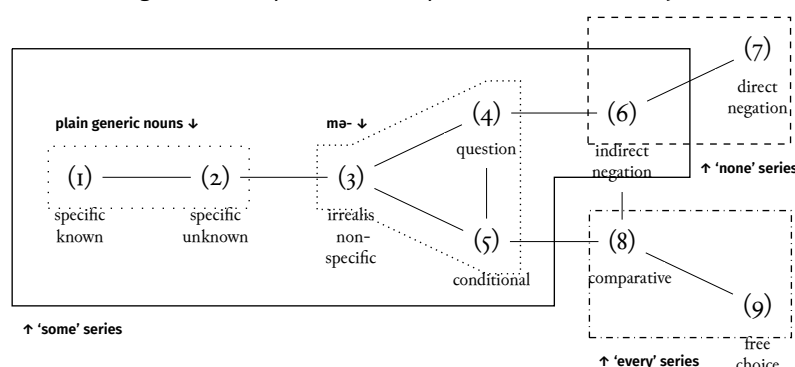 (7)
direct
negation
plain generic nouns ↓
mə- ↓
(4)
question
(6)
indirect
negation
↑ 'none' series
(1)
specific
known
(2)
specific
unknown
(3)
irrealis
non-
specific
(5)
conditional
(8)
comparative
(9)
free
choice
↑ 'some' series
↑ 'every' series